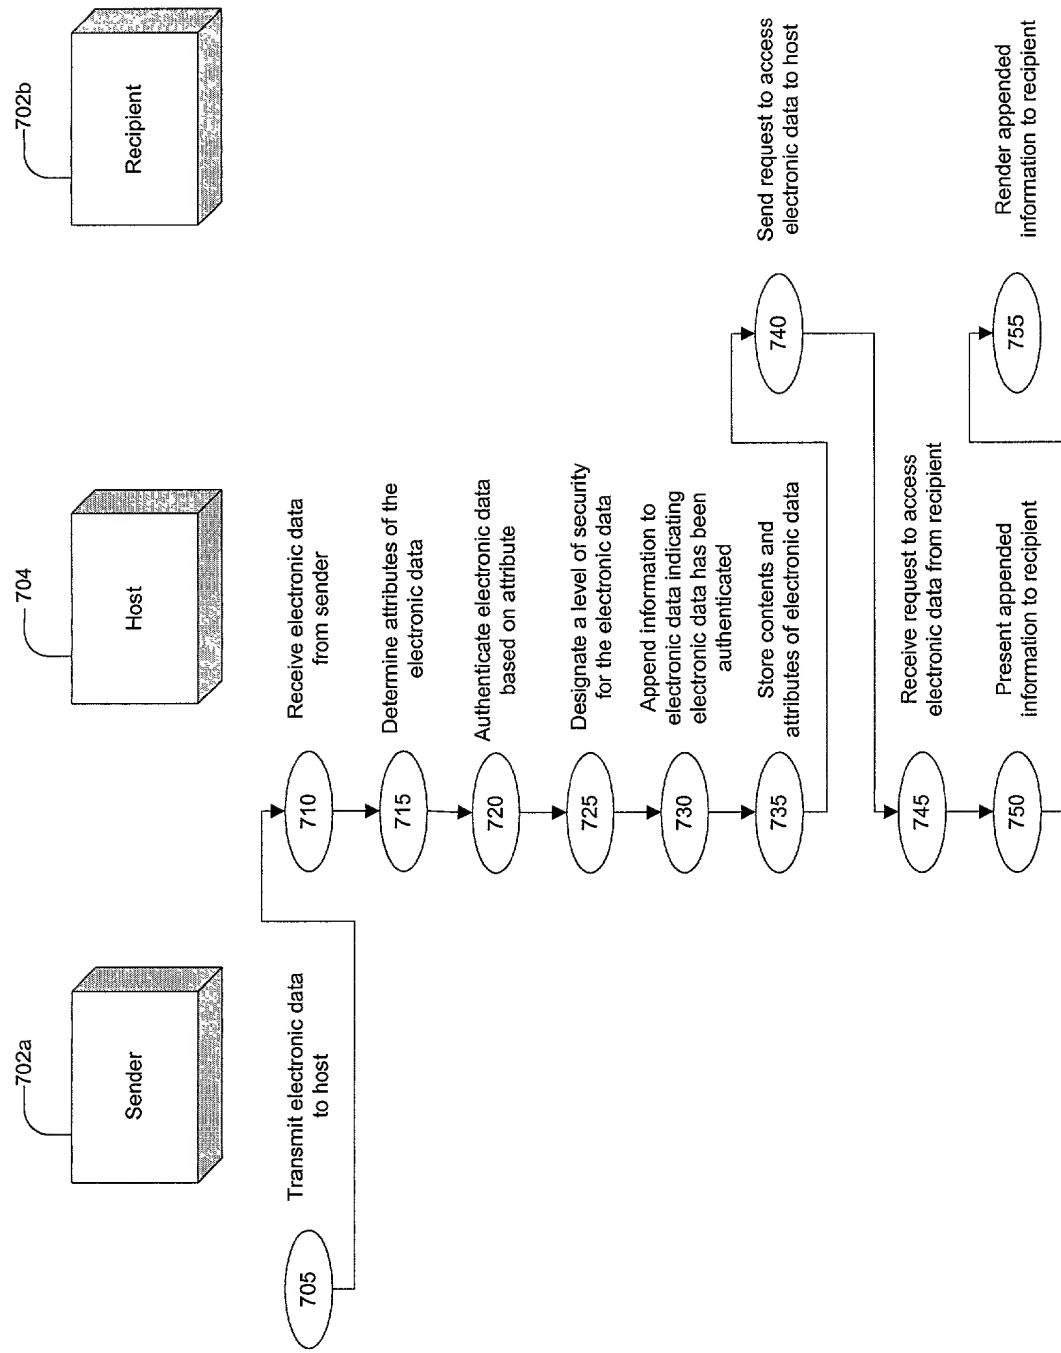 702a
Sender
704
Host
702b
Recipient
705
Transmit electronic data
to host
710
Receive electronic data
from sender
715
Determine attributes of the
electronic data
720
Authenticate electronic data
based on attribute
725
Designate a level of security
for the electronic data
730
Append information to
electronic data indicating
electronic data has been
authenticated
735
Store contents and
attributes of electronic data
740
Send request to access
electronic data to host
745
Receive request to access
electronic data from recipient
750
Present appended
information to recipient
755
Render appended
information to recipient